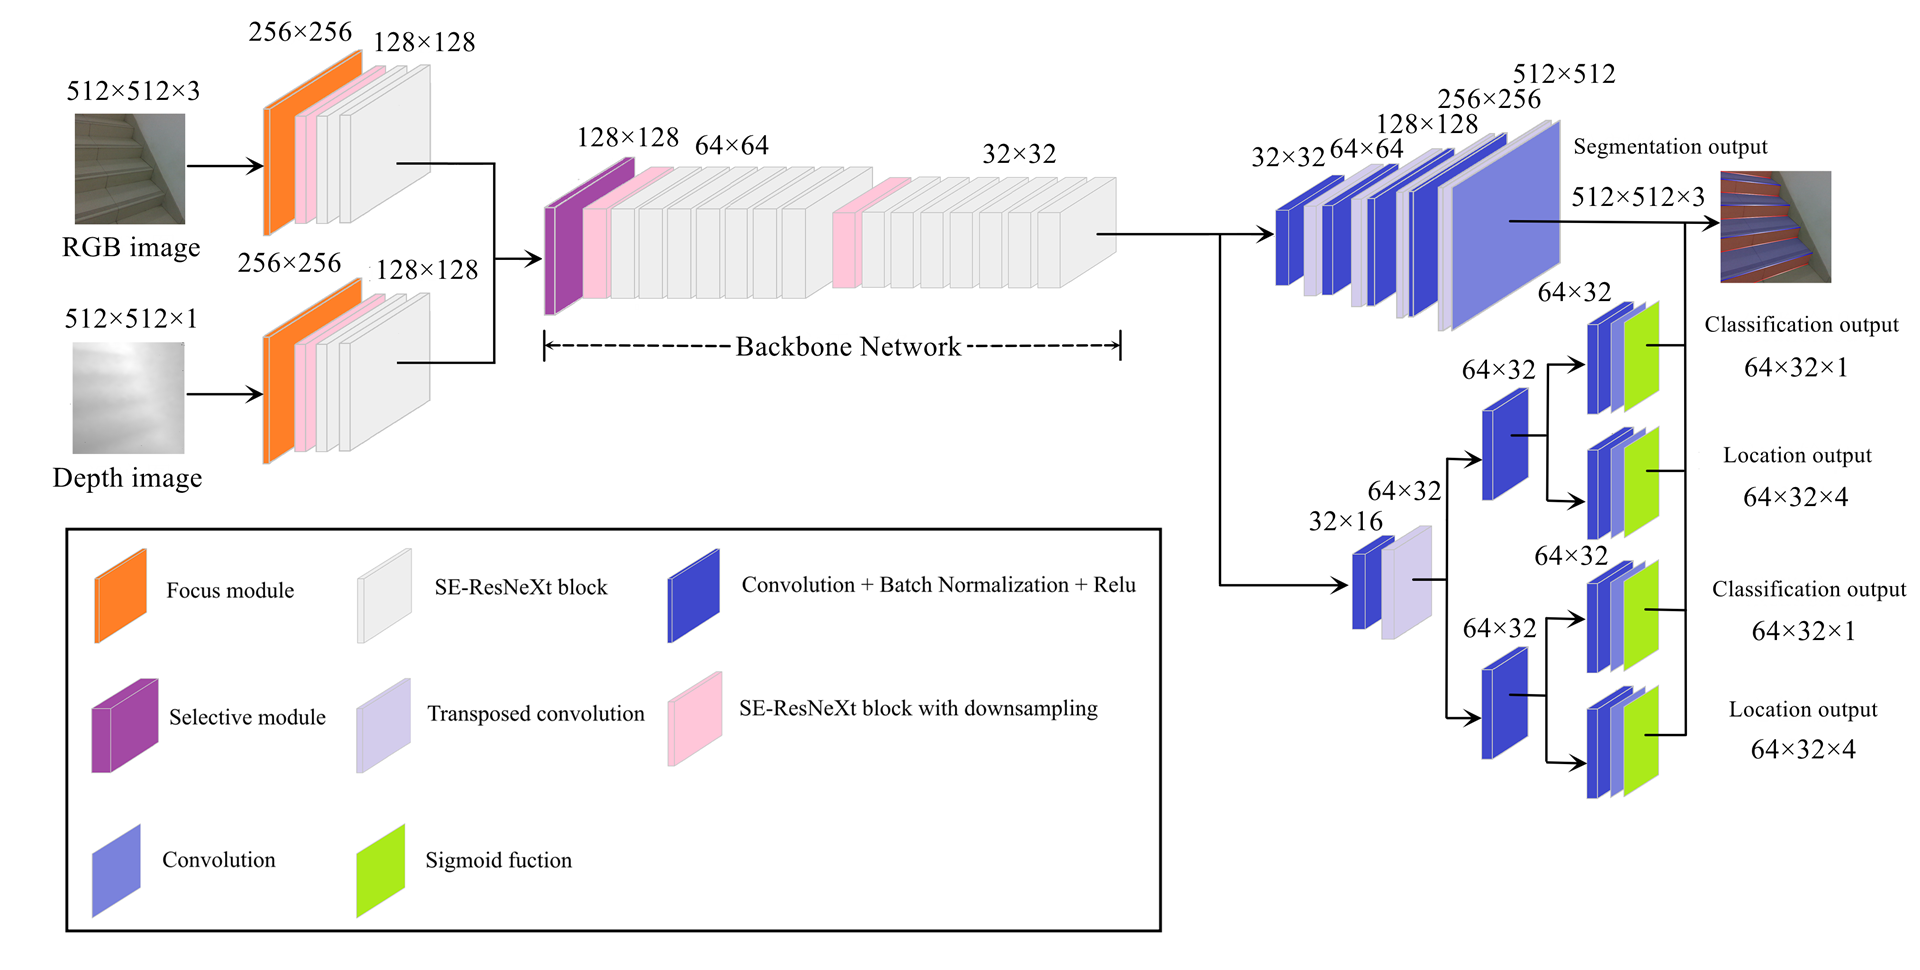 256×256
128×128
512×512×3
RGB image
256×256
128×128
512×512×1
Depth image
128×128
64×64
32×32
Backbone Network
32×32
64×64
128×128
256×256
512×512
Segmentation output
512×512×3
64×32
Classification output
64×32×1
64×32
Location output
64×32×4
64×32
32×16
64×32
Classification output
64×32×1
64×32
Location output
64×32×4
Focus module
SE-ResNeXt block
Convolution + Batch Normalization + Relu
Selective module
Transposed convolution
SE-ResNeXt block with downsampling
Convolution
Sigmoid fuction